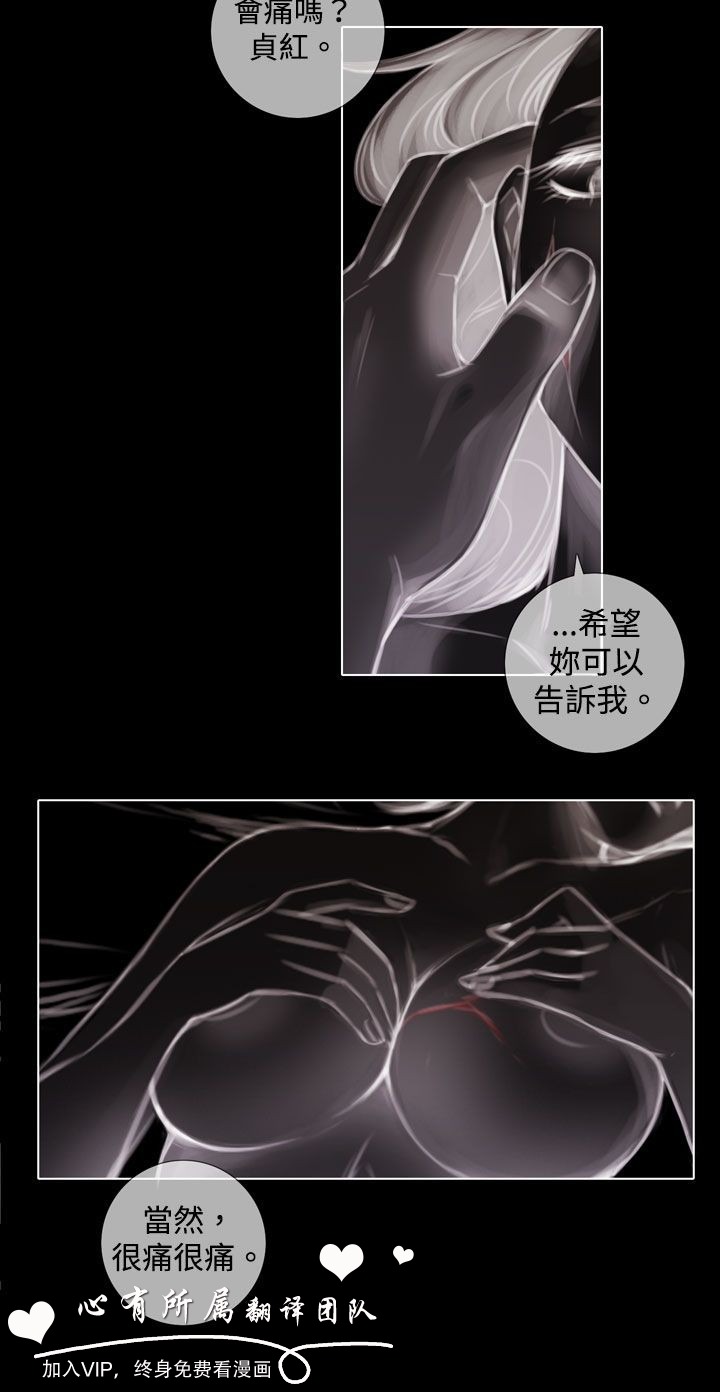 會痛嗎？
貞紅。
...希望
妳可以
告訴我。
當然，
很痛很痛。
心有所属翻译团队
加入VIP，终身免费看漫画